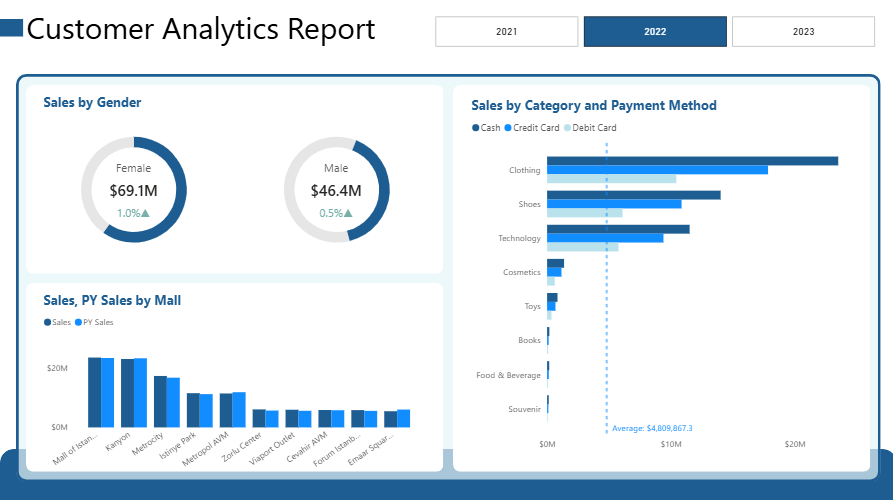 Customer Analytics Report
2021
2022
2023
Sales by Gender
Female
$69.1M
1.0%▲
Male
$46.4M
0.5%▲
Sales, PY Sales by Mall
Sales PY Sales
$20M
$0M
Mall of Istan...
Kanyon
Metrocity
Istinye Park
Metropol AVM
Zorlu Center
Viaport Outlet
Cevahir AVM
Forum Istanb...
Emaar Squar...
Sales by Category and Payment Method
Cash Credit Card Debit Card
Clothing
Shoes
Technology
Cosmetics
Toys
Books
Food & Beverage
Souvenir
Average: $4,809,867.3
$0M $10M $20M